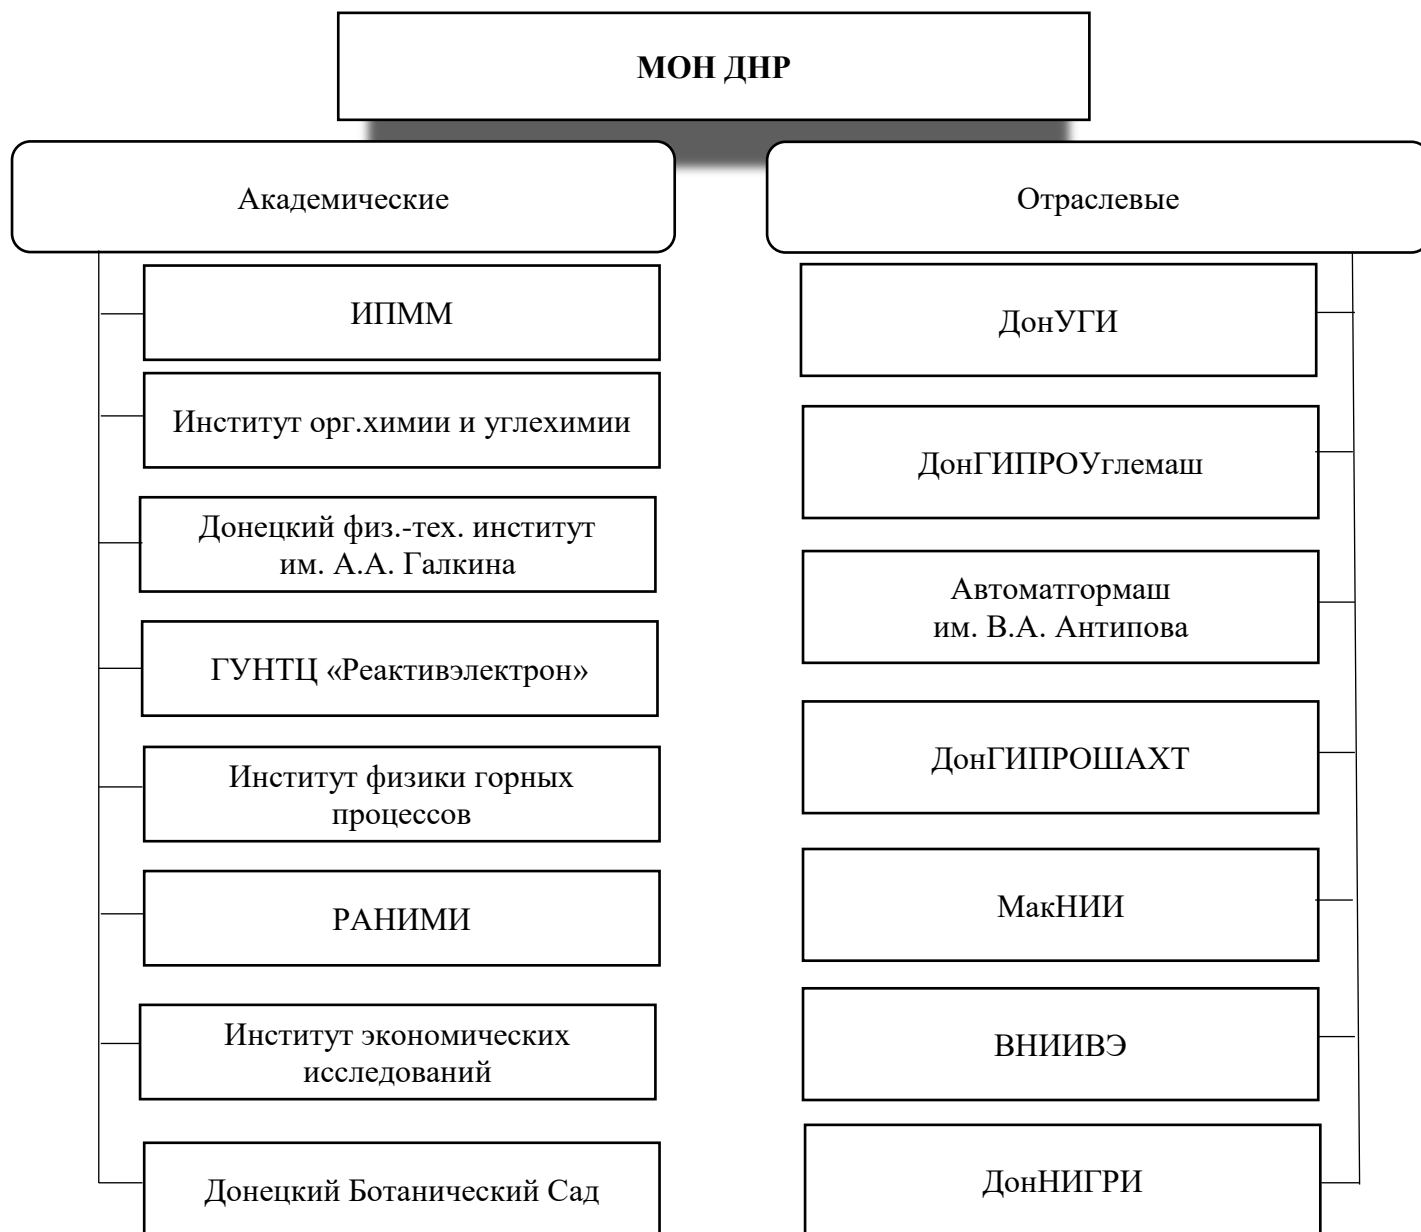 МОН ДНР
Академические
ИПММ
Институт орг.химии и углехимии
Донецкий физ.-тех. институт
им. А.А. Галкина
ГУНТЦ «Реактивэлектрон»
Институт физики горных
процессов
РАНИМИ
Институт экономических
исследований
Донецкий Ботанический Сад
Отраслевые
ДонУГИ
ДонГИПРОУглемаш
Автоматгормаш
им. В.А. Антипова
ДонГИПРОШАХТ
МакНИИ
ВНИИВЭ
ДонНИГРИ